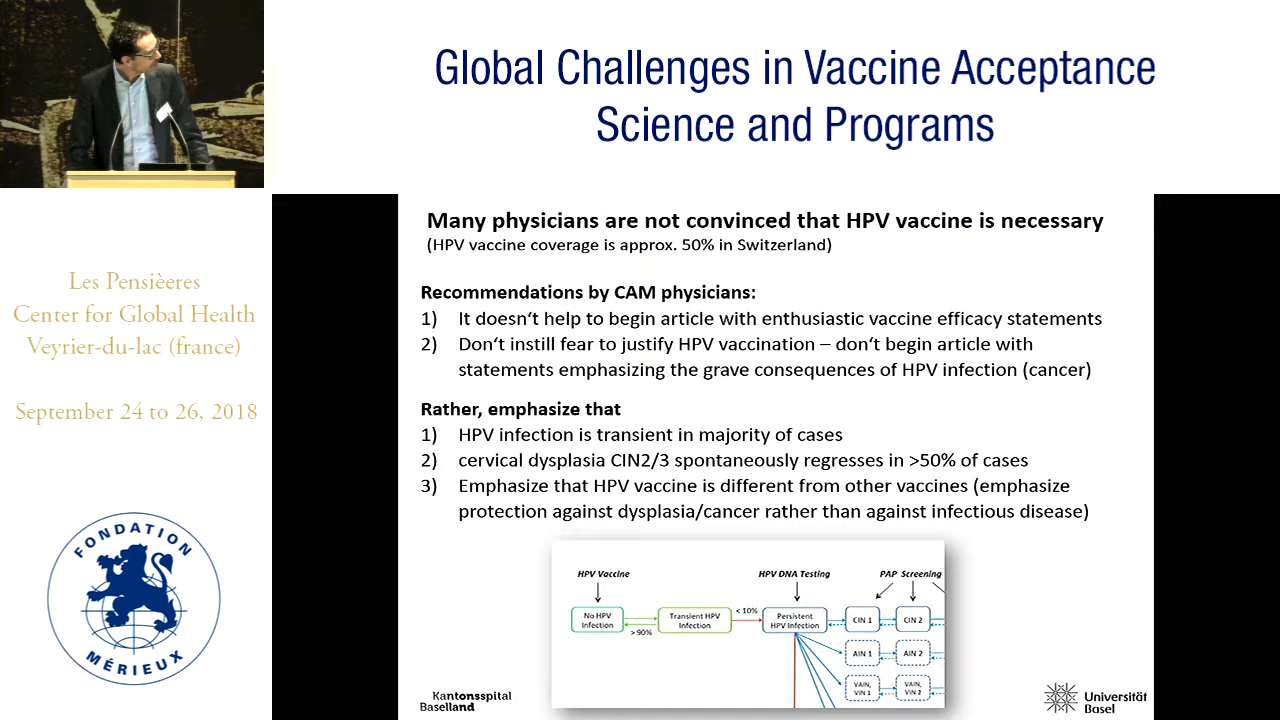 Global Challenges in Vaccine Acceptance
Science and Programs
Les Pensièeres
Center for Global Health
Veyrier-du-lac (france)
September 24 to 26, 2018
FONDATION
MÉRIEUX
Many physicians are not convinced that HPV vaccine is necessary
(HPV vaccine coverage is approx. 50% in Switzerland)
Recommendations by CAM physicians:
1) It doesn't help to begin article with enthusiastic vaccine efficacy statements
2) Don't instill fear to justify HPV vaccination – don't begin article with
statements emphasizing the grave consequences of HPV infection (cancer)
Rather, emphasize that
1) HPV infection is transient in majority of cases
2) cervical dysplasia CIN2/3 spontaneously regresses in >50% of cases
3) Emphasize that HPV vaccine is different from other vaccines (emphasize
protection against dysplasia/cancer rather than against infectious disease)
HPV Vaccine
HPV DNA Testing
PAP Screening
No HPV
Infection
> 90%
Transient HPV
Infection
< 10%
Persistent
HPV Infection
CIN 1
CIN 2
AIN 1
AIN 2
VAIN,
VIN 1
VAIN,
VIN 2
Kantonsspital
Baselland
Universität
Basel